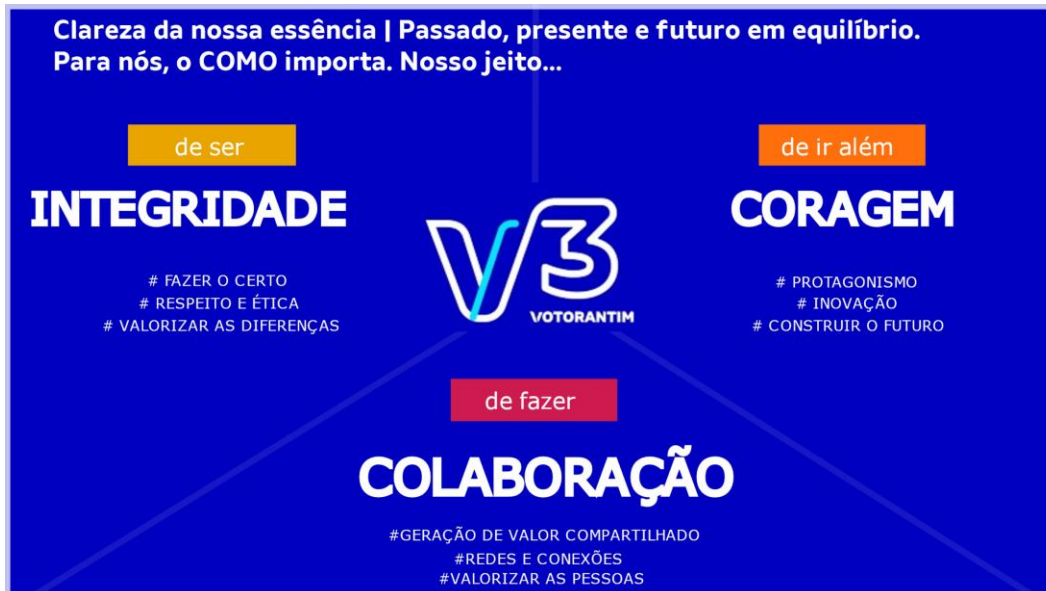 Clareza da nossa essência | Passado, presente e futuro em equilíbrio.
Para nós, o COMO importa. Nosso jeito...
de ser
INTEGRIDADE
# FAZER O CERTO
# RESPEITO E ÉTICA
# VALORIZAR AS DIFERENÇAS
V3
VOTORANTIM
de ir além
CORAGEM
# PROTAGONISMO
# INOVAÇÃO
# CONSTRUIR O FUTURO
de fazer
COLABORAÇÃO
#GERAÇÃO DE VALOR COMPARTILHADO
#REDES E CONEXÕES
#VALORIZAR AS PESSOAS